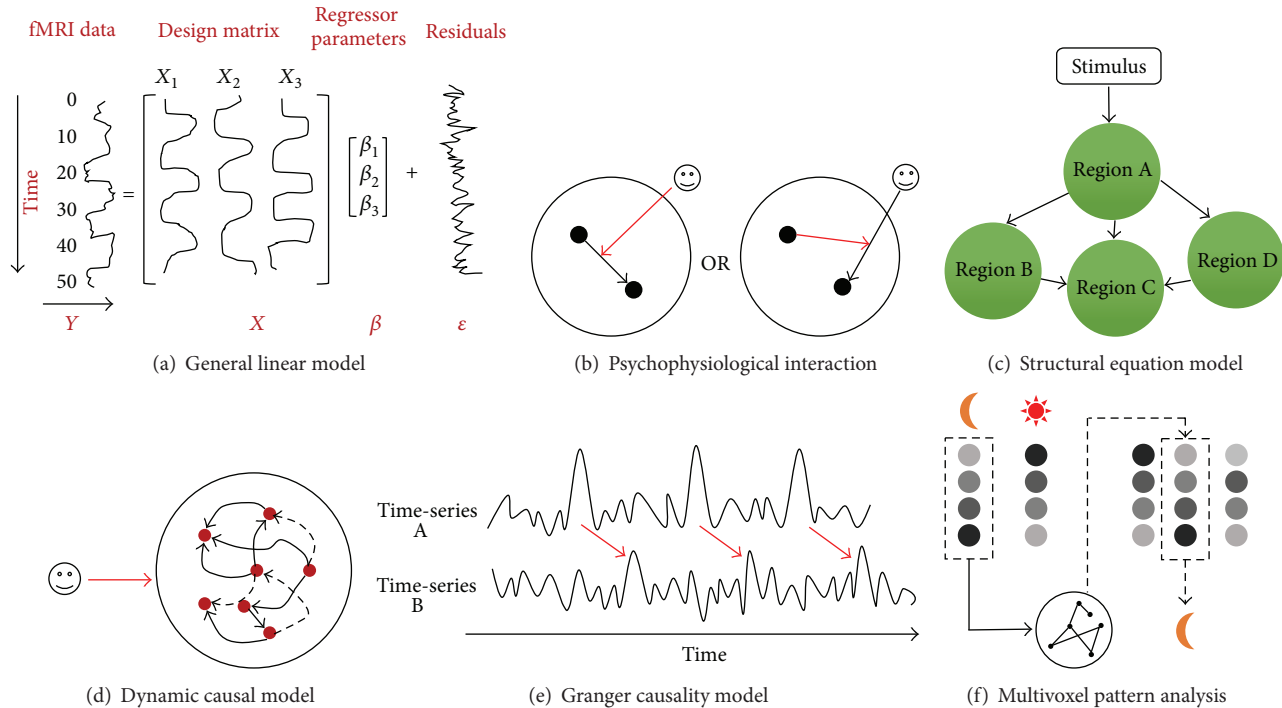 fMRI data
Design matrix
Regressor
parameters
Residuals
X1
X2
X3
0
10
20
30
40
50
Time
=
β1
β2
β3
+
Y
X
β
ε
(a) General linear model
OR
(b) Psychophysiological interaction
Stimulus
Region A
Region B
Region C
Region D
(c) Structural equation model
(d) Dynamic causal model
Time-series
A
Time-series
B
Time
(e) Granger causality model
(f) Multivoxel pattern analysis